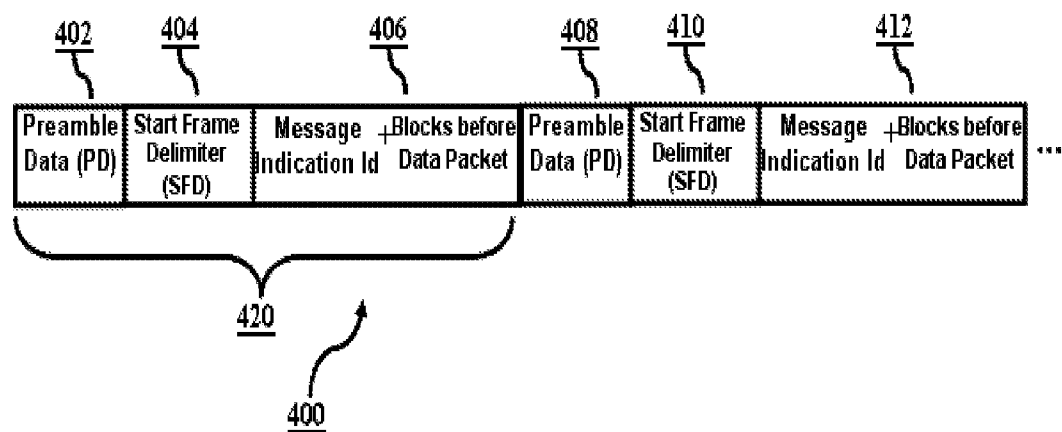 402 404 406 408 410 412
Preamble Start Frame Message +Blocks before Preamble Start Frame Message +Blocks before
Data (PD) Delimiter Indication Id Data Packet Data (PD) Delimiter Indication Id Data Packet ...
(SFD) (SFD)
420
400